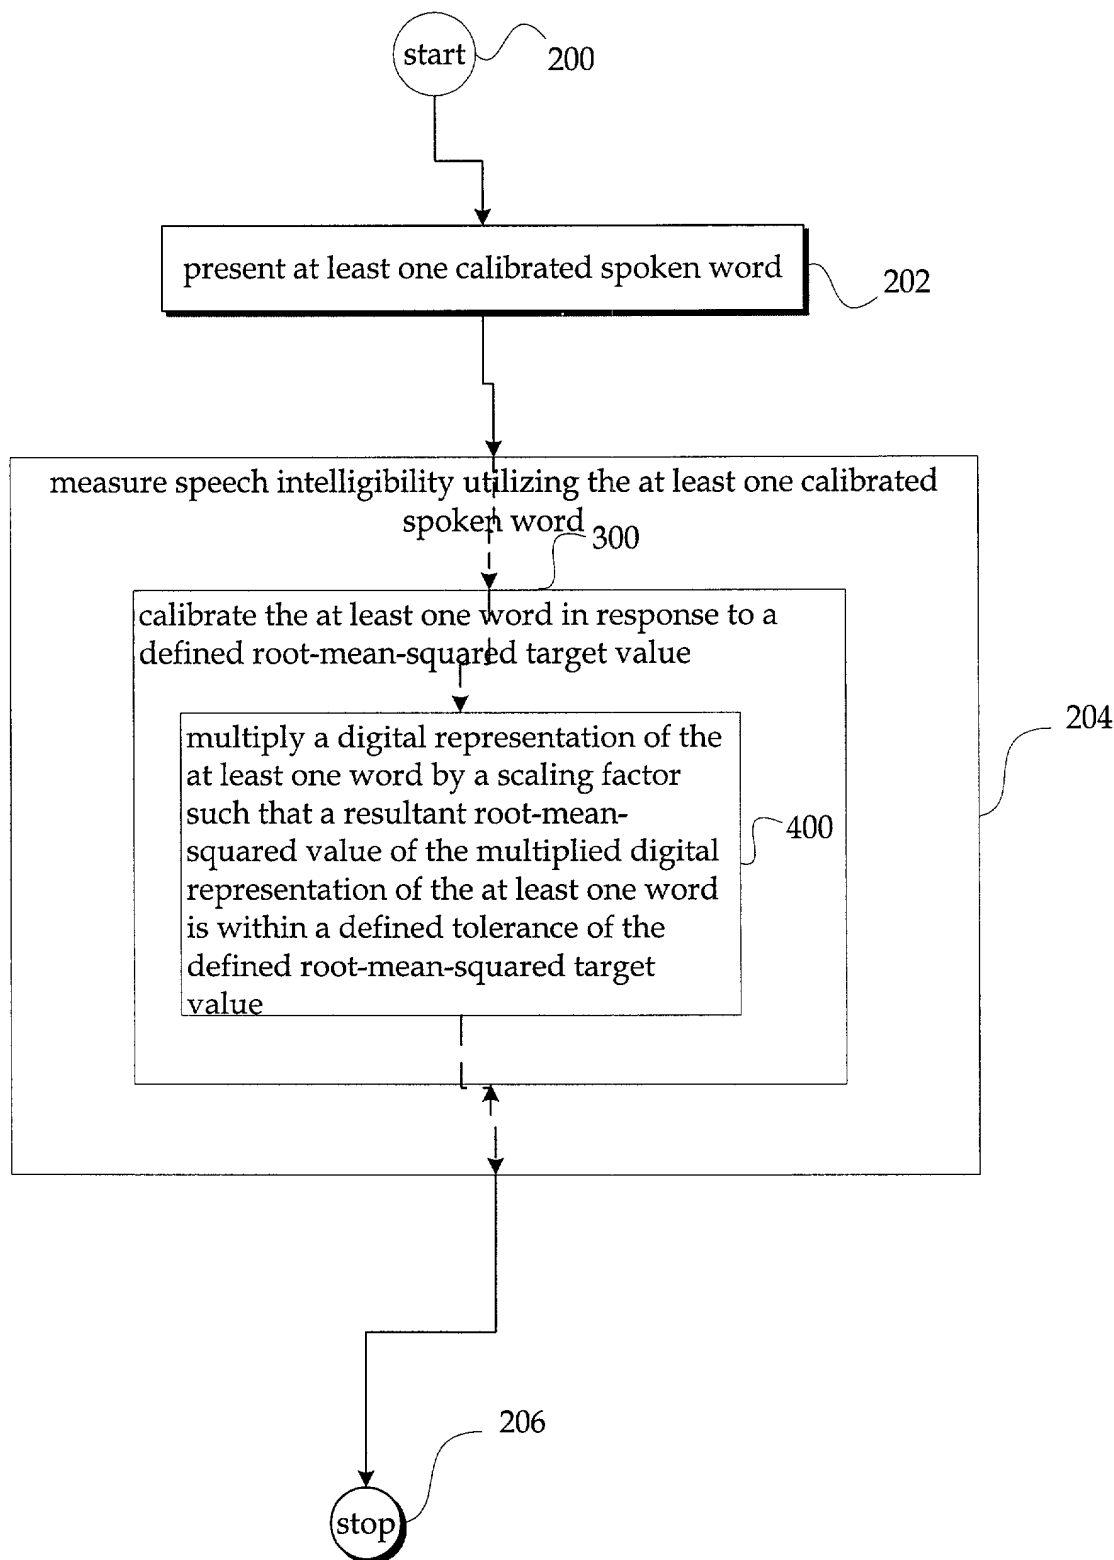 start
200
present at least one calibrated spoken word
202
measure speech intelligibility utilizing the at least one calibrated
spoken word
300
calibrate the at least one word in response to a
defined root-mean-squared target value
204
multiply a digital representation of the
at least one word by a scaling factor
such that a resultant root-mean-
squared value of the multiplied digital
representation of the at least one word
is within a defined tolerance of the
defined root-mean-squared target
value
400
206
stop